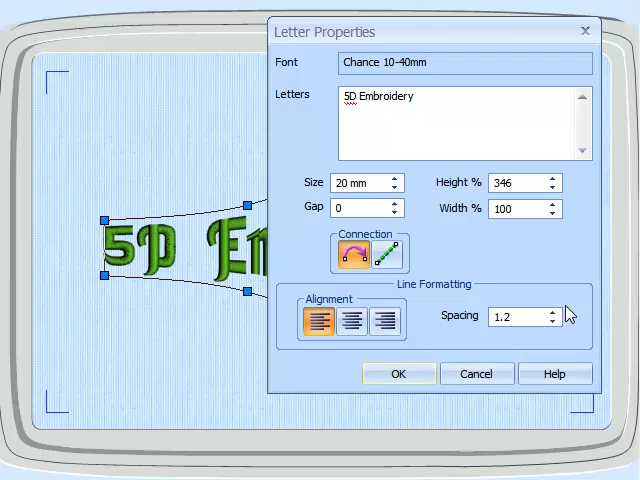 Letter Properties
Font Chance 10-40mm
Letters 5D Embroidery
Size 20 mm Height % 346
Gap 0 Width % 100
Connection
Line Formatting
Alignment
Spacing 1.2
OK Cancel Help
5D Em